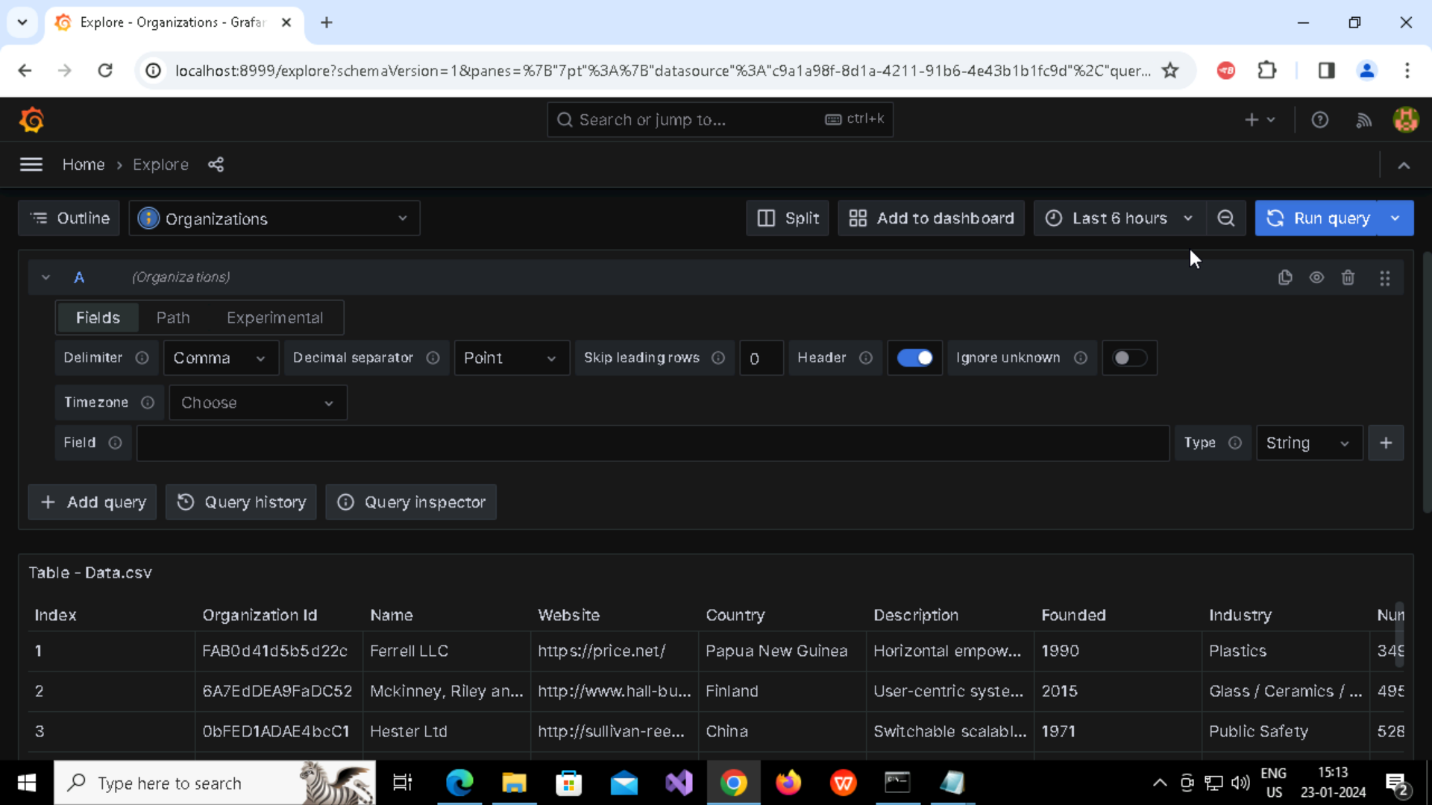 Explore - Organizations - Grafan
localhost:8999/explore?schemaVersion=1&panes=%7B"7pt"%3A%7B"datasource"%3A"c9a1a98f-8d1a-4211-91b6-4e43b1b1fc9d"%2C"quer...
Search or jump to... ctrl+k
Home › Explore
Outline Organizations Split Add to dashboard Last 6 hours Run query
A (Organizations)
Fields Path Experimental
Delimiter Comma Decimal separator Point Skip leading rows 0 Header Ignore unknown
Timezone Choose
Field Type String
Add query Query history Query inspector
Table - Data.csv
Index Organization Id Name Website Country Description Founded Industry Num
1 FAB0d41d5b5d22c Ferrell LLC https://price.net/ Papua New Guinea Horizontal empow... 1990 Plastics 349
2 6A7EdDEA9FaDC52 Mckinney, Riley an... http://www.hall-bu... Finland User-centric syste... 2015 Glass / Ceramics / ... 495
3 0bFED1ADAE4bcC1 Hester Ltd http://sullivan-ree... China Switchable scalabl... 1971 Public Safety 528
Type here to search ENG 15:13
US 23-01-2024 2